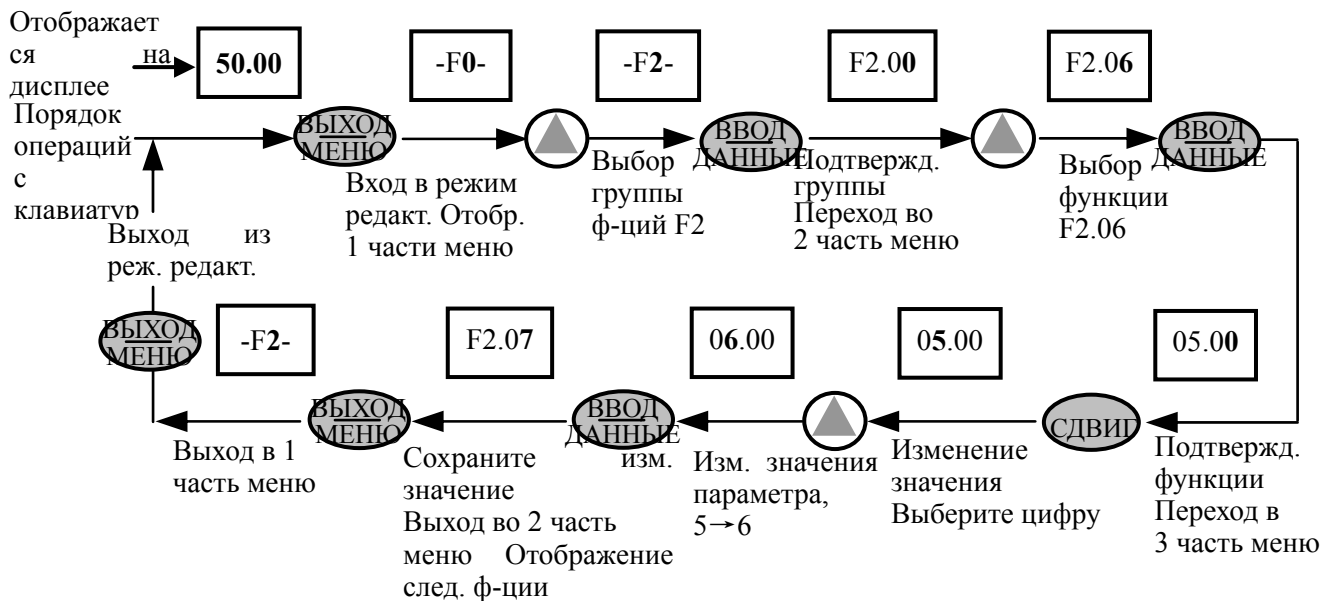 Отображает
ся на
дисплее
50.00
-F0-
-F2-
F2.00
F2.06
Порядок
операций
с
клавиатур
ВЫХОД
МЕНЮ
Вход в режим
редакт. Отобр.
1 части меню
Выбор
группы
ф-ций F2
ВВОД
ДАННЫЕ
Подтвержд.
группы
Переход во
2 часть меню
Выбор
функции
F2.06
ВВОД
ДАННЫЕ
Выход из
реж. редакт.
ВЫХОД
МЕНЮ
-F2-
F2.07
06.00
05.00
05.00
Выход в 1
часть меню
ВЫХОД
МЕНЮ
Сохраните изм.
значение
Выход во 2 часть
меню Отображение
след. ф-ции
ВВОД
ДАННЫЕ
Изм. значения
параметра,
5→6
Изменение
значения
Выберите цифру
СДВИГ
Подтвержд.
функции
Переход в
3 часть меню